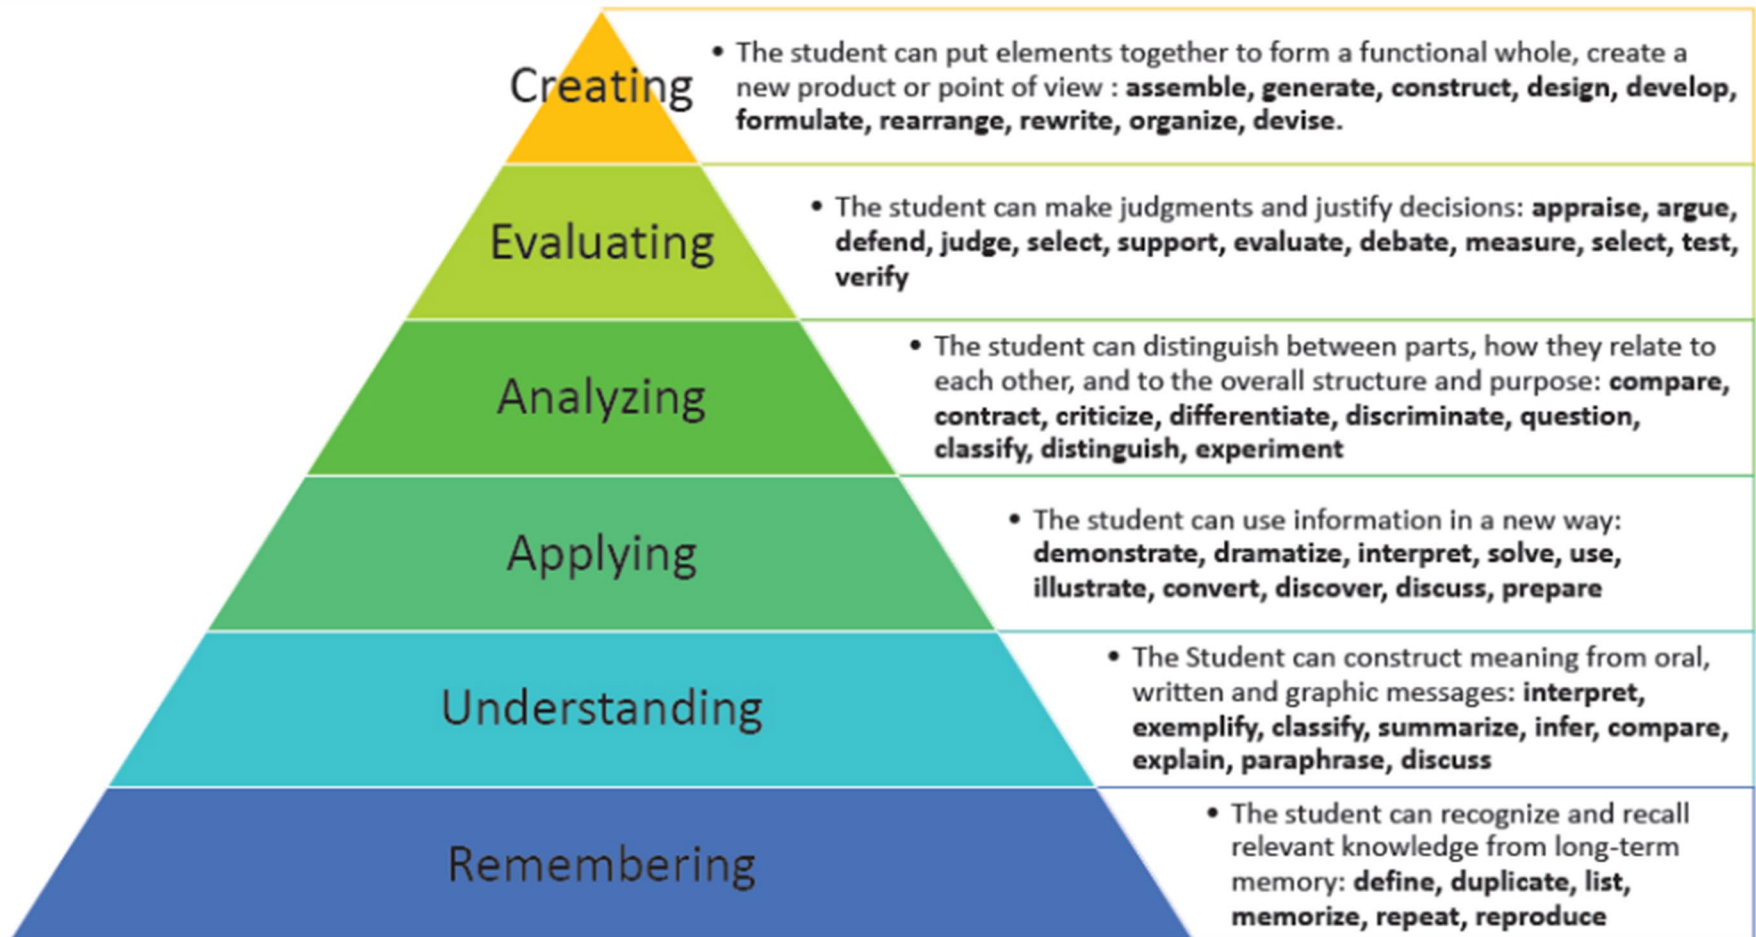 Creating
• The student can put elements together to form a functional whole, create a
new product or point of view : assemble, generate, construct, design, develop,
formulate, rearrange, rewrite, organize, devise.
Evaluating
• The student can make judgments and justify decisions: appraise, argue,
defend, judge, select, support, evaluate, debate, measure, select, test,
verify
Analyzing
• The student can distinguish between parts, how they relate to
each other, and to the overall structure and purpose: compare,
contract, criticize, differentiate, discriminate, question,
classify, distinguish, experiment
Applying
• The student can use information in a new way:
demonstrate, dramatize, interpret, solve, use,
illustrate, convert, discover, discuss, prepare
Understanding
• The Student can construct meaning from oral,
written and graphic messages: interpret,
exemplify, classify, summarize, infer, compare,
explain, paraphrase, discuss
Remembering
• The student can recognize and recall
relevant knowledge from long-term
memory: define, duplicate, list,
memorize, repeat, reproduce